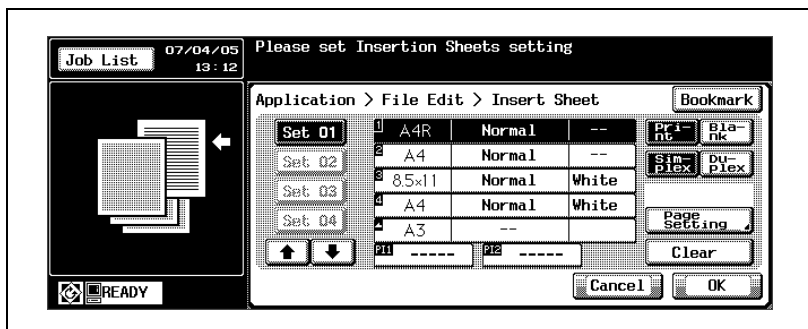 Job List
07/04/05
13:12
Please set Insertion Sheets setting
Application > File Edit > Insert Sheet
Bookmark
Set 01
Set 02
Set 03
Set 04
1 A4R Normal --
2 A4 Normal --
3 8.5×11 Normal White
4 A4 Normal White
A3 --
PI1 -----
PI2 -----
Pri-
nt
Bla-
nk
Sim-
plex
Du-
plex
Page
Setting
Clear
Cancel
OK
READY